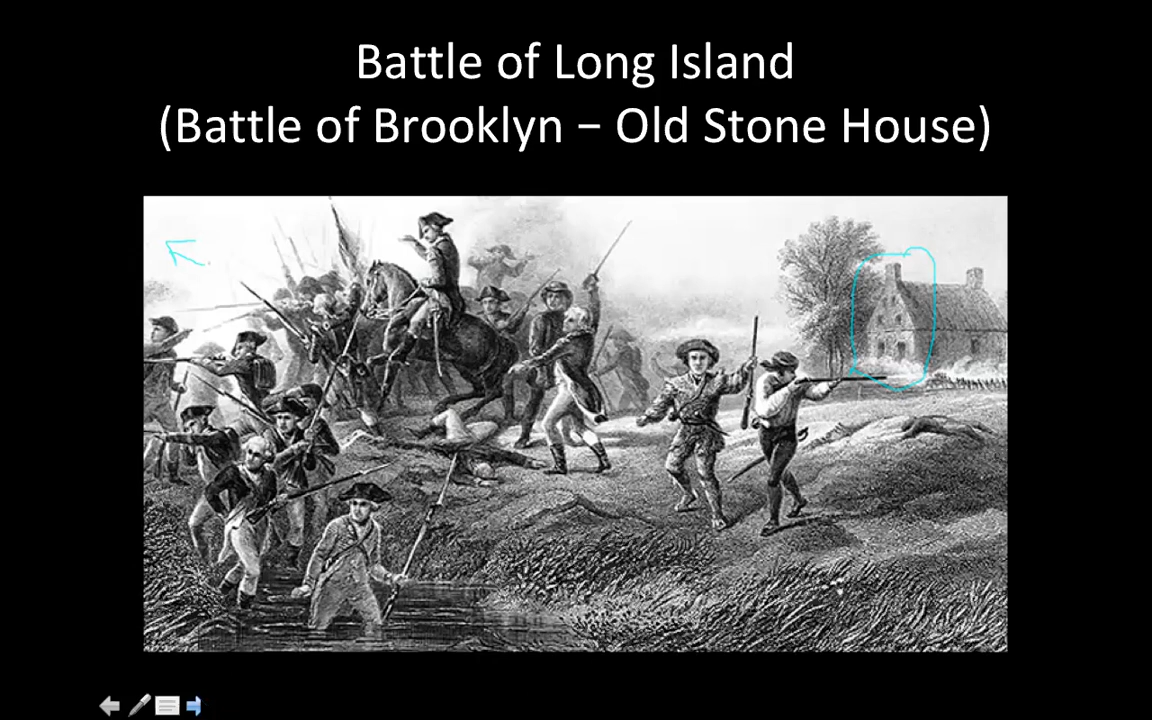 Battle of Long Island
(Battle of Brooklyn – Old Stone House)